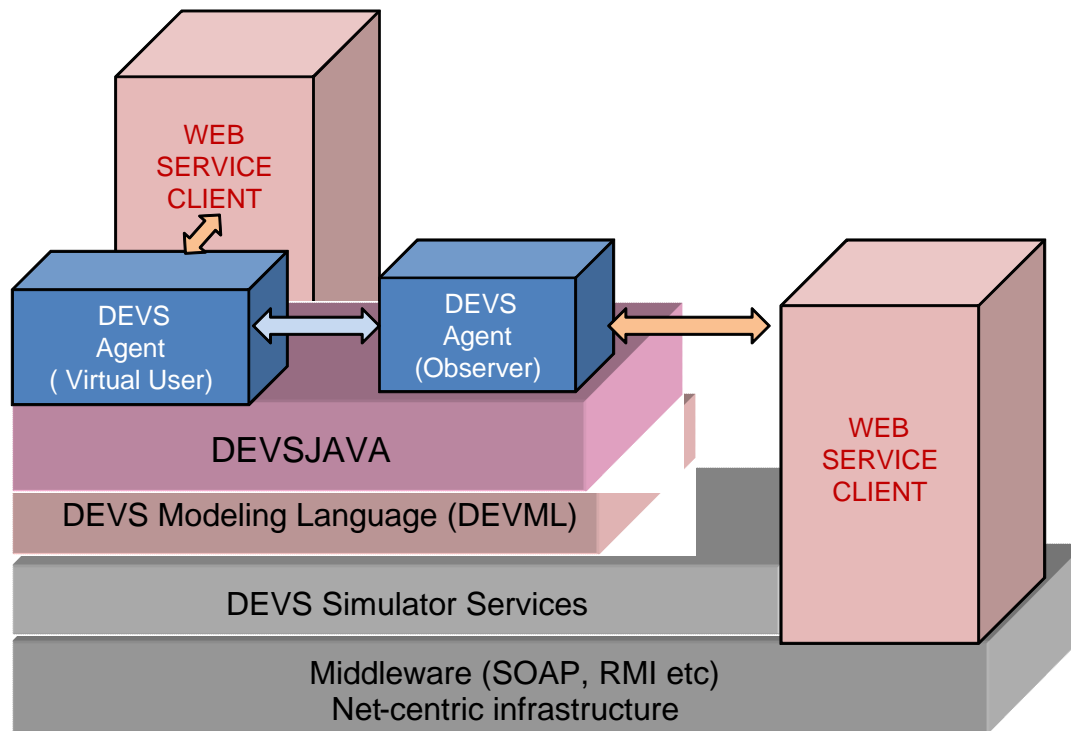 WEB
SERVICE
CLIENT
DEVS
Agent
( Virtual User)
DEVS
Agent
(Observer)
WEB
SERVICE
CLIENT
DEVSJAVA
DEVS Modeling Language (DEVML)
DEVS Simulator Services
Middleware (SOAP, RMI etc)
Net-centric infrastructure